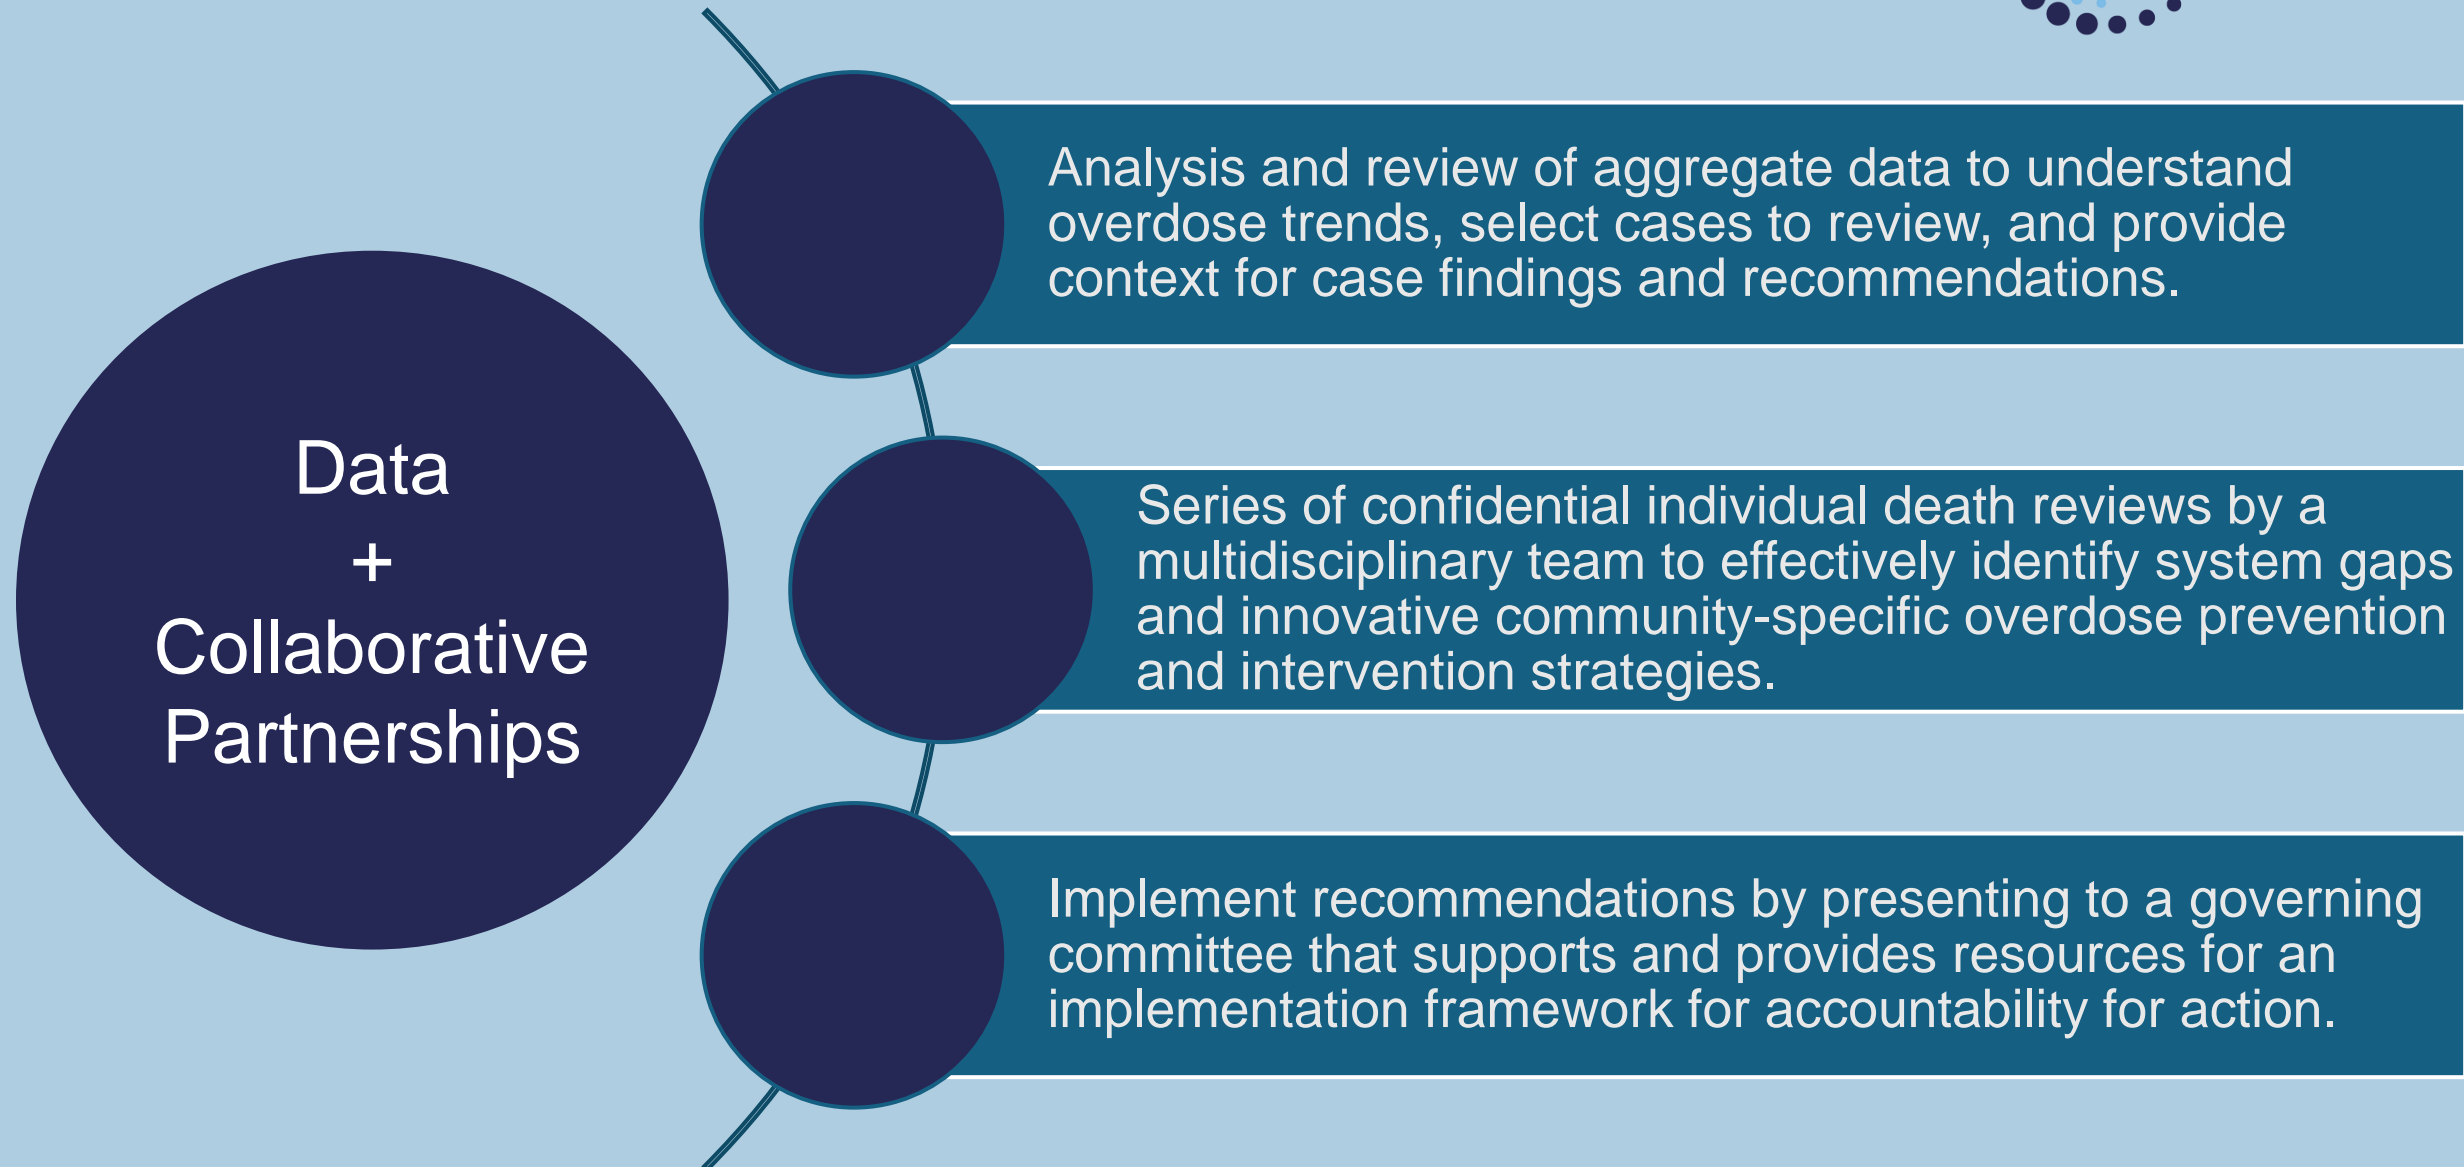 Data
+
Collaborative
Partnerships
Analysis and review of aggregate data to understand
overdose trends, select cases to review, and provide
context for case findings and recommendations.
Series of confidential individual death reviews by a
multidisciplinary team to effectively identify system gaps
and innovative community-specific overdose prevention
and intervention strategies.
Implement recommendations by presenting to a governing
committee that supports and provides resources for an
implementation framework for accountability for action.